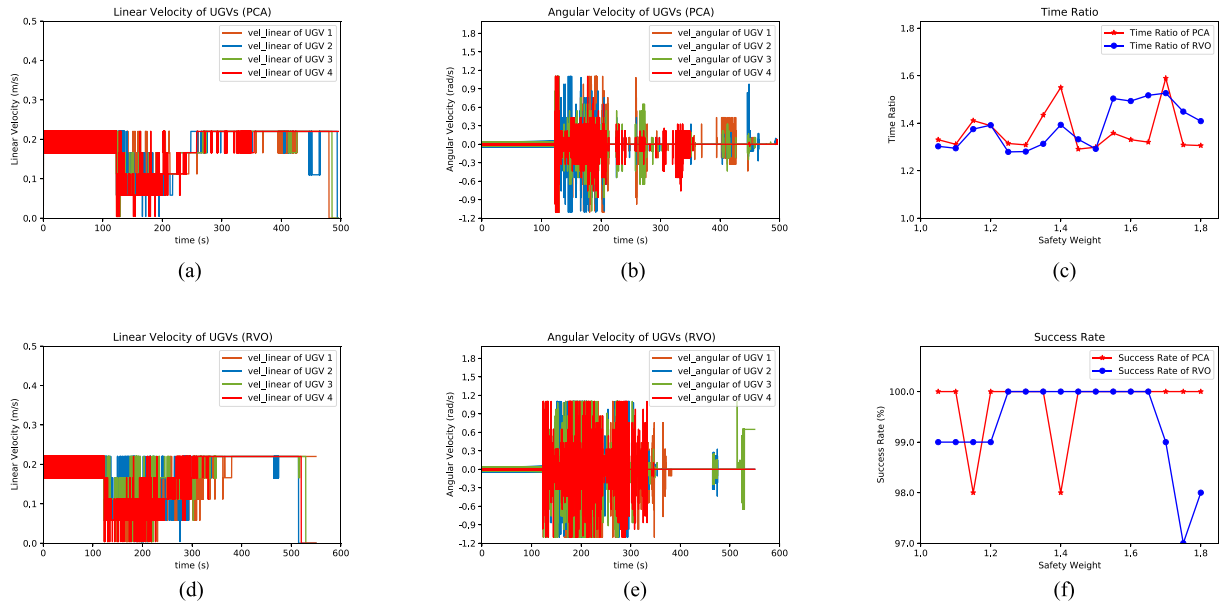 Linear Velocity of UGVs (PCA)
Linear Velocity (m/s)
0.5
0.4
0.3
0.2
0.1
0.0
vel_linear of UGV 1
vel_linear of UGV 2
vel_linear of UGV 3
vel_linear of UGV 4
0 100 200 300 400 500
time (s)
(a)
Angular Velocity of UGVs (PCA)
Angular Velocity (rad/s)
1.8
1.5
1.2
0.9
0.6
0.3
0.0
-0.3
-0.6
-0.9
-1.2
vel_angular of UGV 1
vel_angular of UGV 2
vel_angular of UGV 3
vel_angular of UGV 4
0 100 200 300 400 500
time (s)
(b)
Time Ratio
Time Ratio
1.8
1.6
1.4
1.2
1.0
Time Ratio of PCA
Time Ratio of RVO
1,0 1,2 1,4 1,6 1,8
Safety Weight
(c)
Linear Velocity of UGVs (RVO)
Linear Velocity (m/s)
0.5
0.4
0.3
0.2
0.1
0.0
vel_linear of UGV 1
vel_linear of UGV 2
vel_linear of UGV 3
vel_linear of UGV 4
0 100 200 300 400 500 600
time (s)
(d)
Angular Velocity of UGVs (RVO)
Angular Velocity (rad/s)
1.8
1.5
1.2
0.9
0.6
0.3
0.0
-0.3
-0.6
-0.9
-1.2
vel_angular of UGV 1
vel_angular of UGV 2
vel_angular of UGV 3
vel_angular of UGV 4
0 100 200 300 400 500 600
time (s)
(e)
Success Rate
Success Rate (%)
100.0
99.0
98.0
97.0
Success Rate of PCA
Success Rate of RVO
1,0 1,2 1,4 1,6 1,8
Safety Weight
(f)